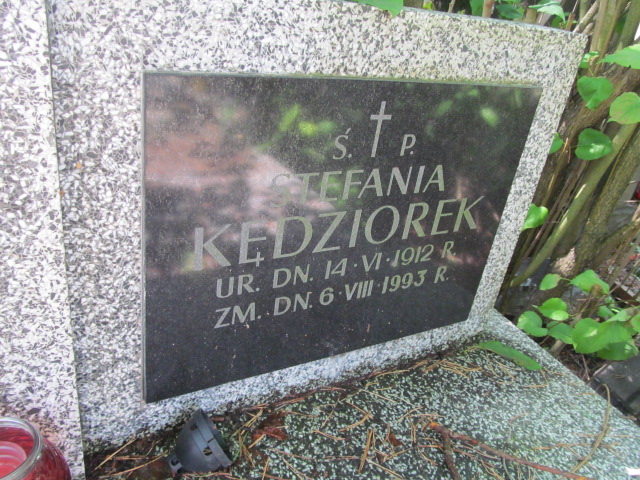 Ś. P.
STEFANIA
KĘDZIOREK
UR. DN. 14·VI·1912 R.
ZM. DN. 6·VIII·1993 R.